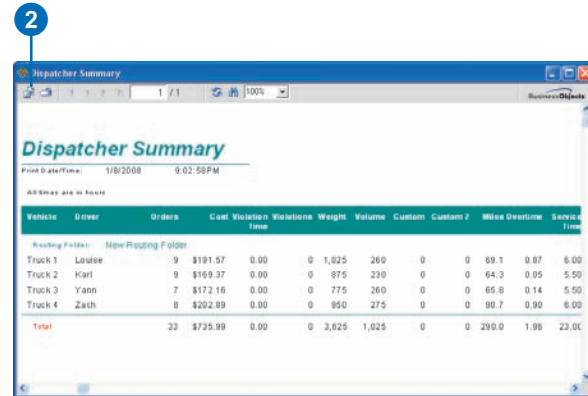 2
Dispatcher Summary
1 / 1 100%
BusinessObjects
Dispatcher Summary
Print Date/Time: 1/8/2008 9:02:58PM
All times are in hours
Vehicle Driver Orders Cost Violation Time Violations Weight Volume Custom Custom 2 Miles Overtime Service Time
Routing Folder: New Routing Folder
Truck 1 Louise 9 $191.57 0.00 0 1,025 260 0 0 69.1 0.87 6.00
Truck 2 Karl 9 $169.37 0.00 0 875 230 0 0 64.3 0.05 5.50
Truck 3 Yann 7 $172.16 0.00 0 775 260 0 0 65.8 0.14 5.50
Truck 4 Zach 8 $202.89 0.00 0 950 275 0 0 90.7 0.90 6.00
Total 33 $735.99 0.00 0 3,625 1,025 0 0 290.0 1.96 23.00